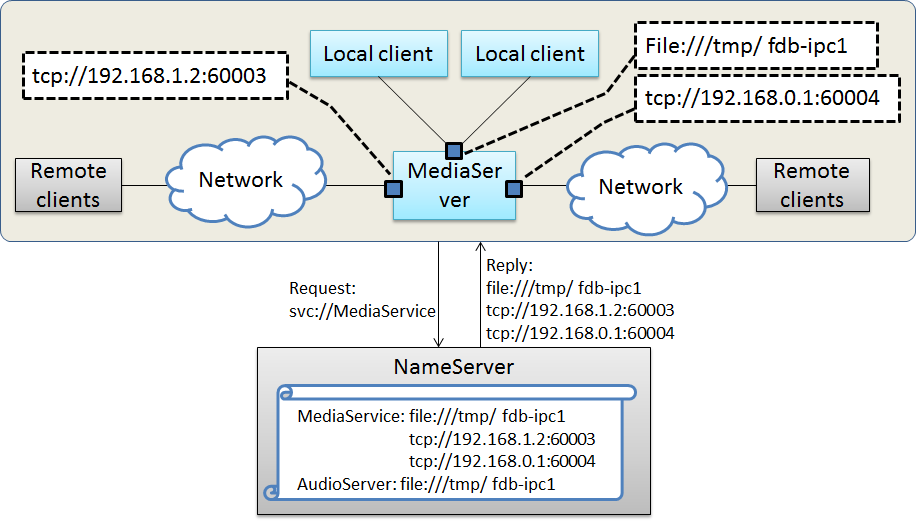 Local client
Local client
File:///tmp/ fdb-ipc1
tcp://192.168.1.2:60003
tcp://192.168.0.1:60004
Remote
clients
Network
MediaSer
ver
Network
Remote
clients
Request:
svc://MediaService
Reply:
file:///tmp/ fdb-ipc1
tcp://192.168.1.2:60003
tcp://192.168.0.1:60004
NameServer
MediaService: file:///tmp/ fdb-ipc1
tcp://192.168.1.2:60003
tcp://192.168.0.1:60004
AudioServer: file:///tmp/ fdb-ipc1